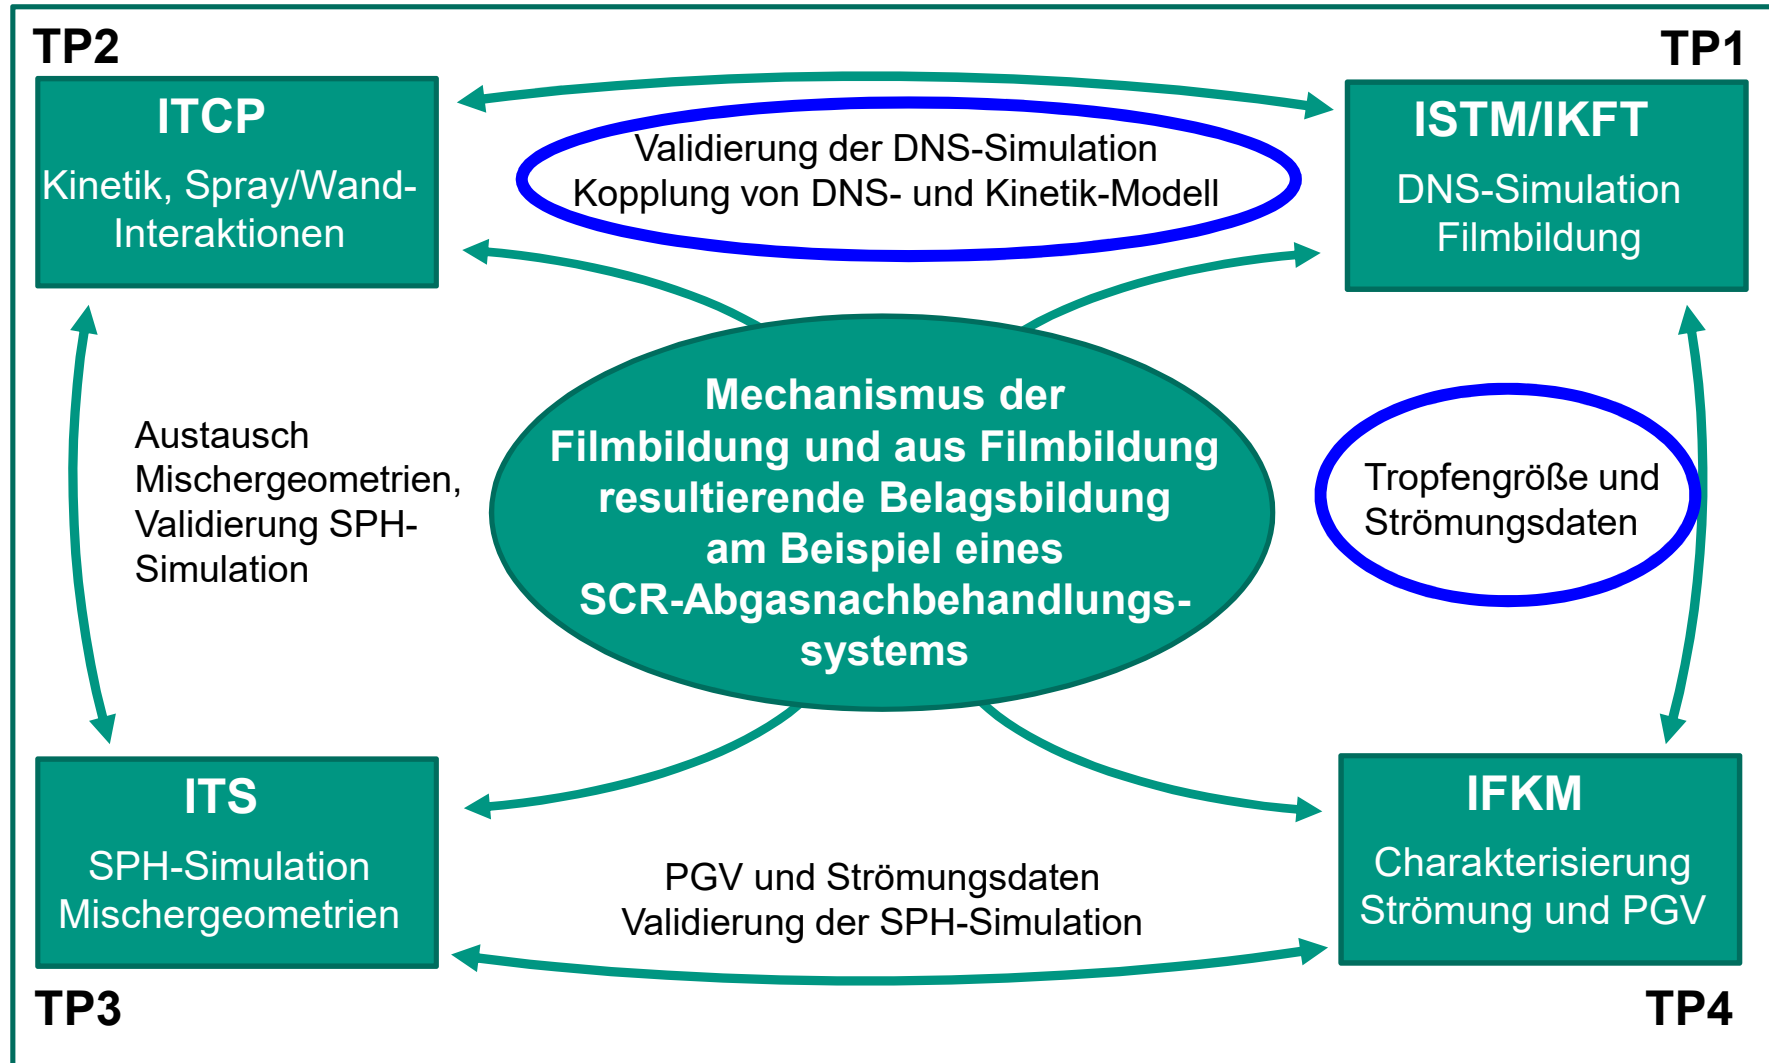 TP2
TP1
ITCP
Kinetik, Spray/Wand-
Interaktionen
Validierung der DNS-Simulation
Kopplung von DNS- und Kinetik-Modell
ISTM/IKFT
DNS-Simulation
Filmbildung
Austausch
Mischergeometrien,
Validierung SPH-
Simulation
Mechanismus der
Filmbildung und aus Filmbildung
resultierende Belagsbildung
am Beispiel eines
SCR-Abgasnachbehandlungs-
systems
Tropfengröße und
Strömungsdaten
ITS
SPH-Simulation
Mischergeometrien
PGV und Strömungsdaten
Validierung der SPH-Simulation
IFKM
Charakterisierung
Strömung und PGV
TP3
TP4